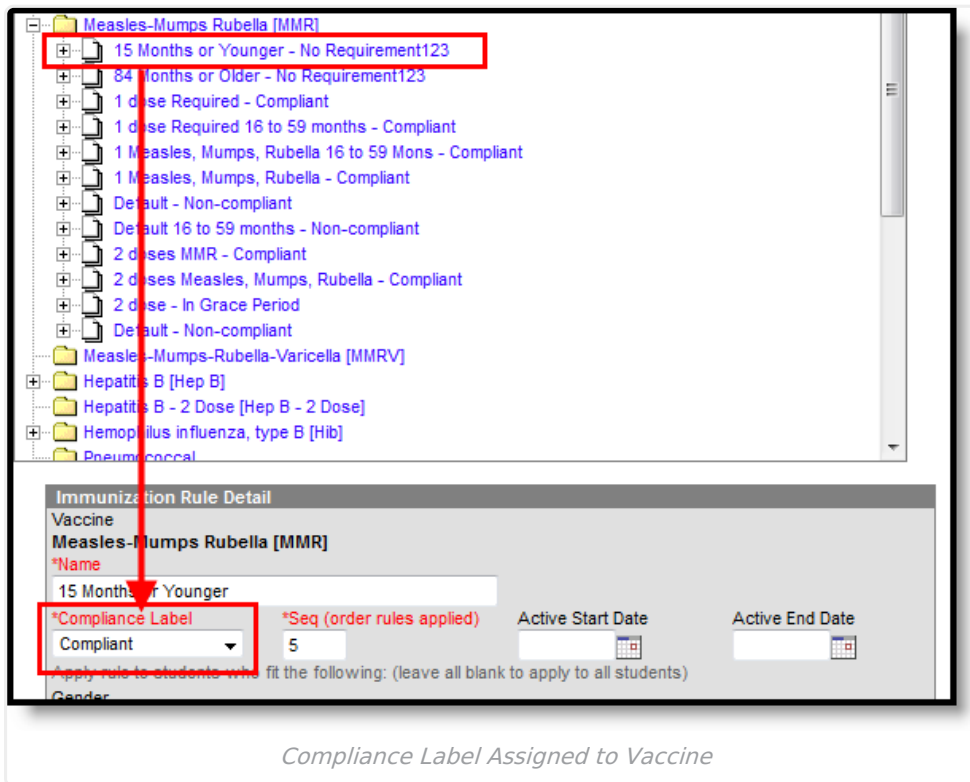 Measles-Mumps Rubella [MMR]
15 Months or Younger - No Requirement123
84 Months or Older - No Requirement123
1 dose Required - Compliant
1 dose Required 16 to 59 months - Compliant
1 Measles, Mumps, Rubella 16 to 59 Mons - Compliant
1 Measles, Mumps, Rubella - Compliant
Default - Non-compliant
Default 16 to 59 months - Non-compliant
2 doses MMR - Compliant
2 doses Measles, Mumps, Rubella - Compliant
2 dose - In Grace Period
Default - Non-compliant
Measles-Mumps-Rubella-Varicella [MMRV]
Hepatitis B [Hep B]
Hepatitis B - 2 Dose [Hep B - 2 Dose]
Hemophilus influenza, type B [Hib]
Pneumococcal
Immunization Rule Detail
Vaccine
Measles-Mumps Rubella [MMR]
*Name
15 Months or Younger
*Compliance Label *Seq (order rules applied) Active Start Date Active End Date
Compliant 5
Apply rule to students who fit the following: (leave all blank to apply to all students)
Gender
Compliance Label Assigned to Vaccine